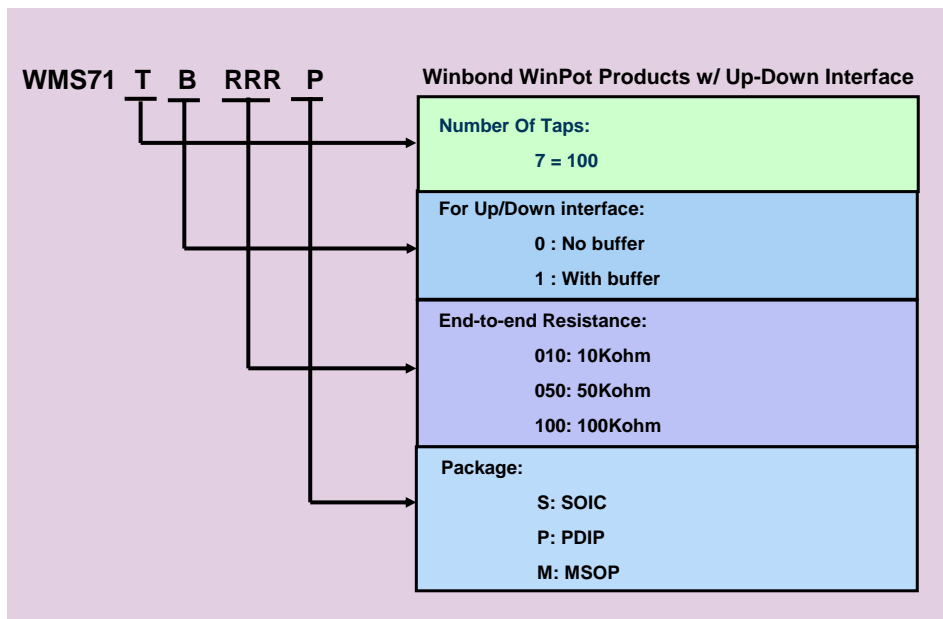 WMS71 T B RRR P
Winbond WinPot Products w/ Up-Down Interface
Number Of Taps:
7 = 100
For Up/Down interface:
0 : No buffer
1 : With buffer
End-to-end Resistance:
010: 10Kohm
050: 50Kohm
100: 100Kohm
Package:
S: SOIC
P: PDIP
M: MSOP